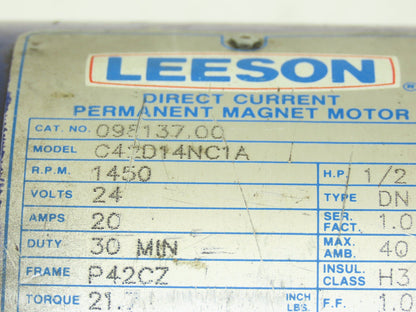 LEESON ®
DIRECT CURRENT
PERMANENT MAGNET MOTOR
CAT. NO. 098137.00
MODEL C42D14NC1A
R.P.M. 1450 H.P. 1/2
VOLTS 24 TYPE DN
AMPS 20 SER. FACT. 1.0
DUTY 30 MIN MAX. AMB. 40
FRAME P42CZ INSUL. CLASS H3
TORQUE 21.7 INCH LBS. F.F. 1.0